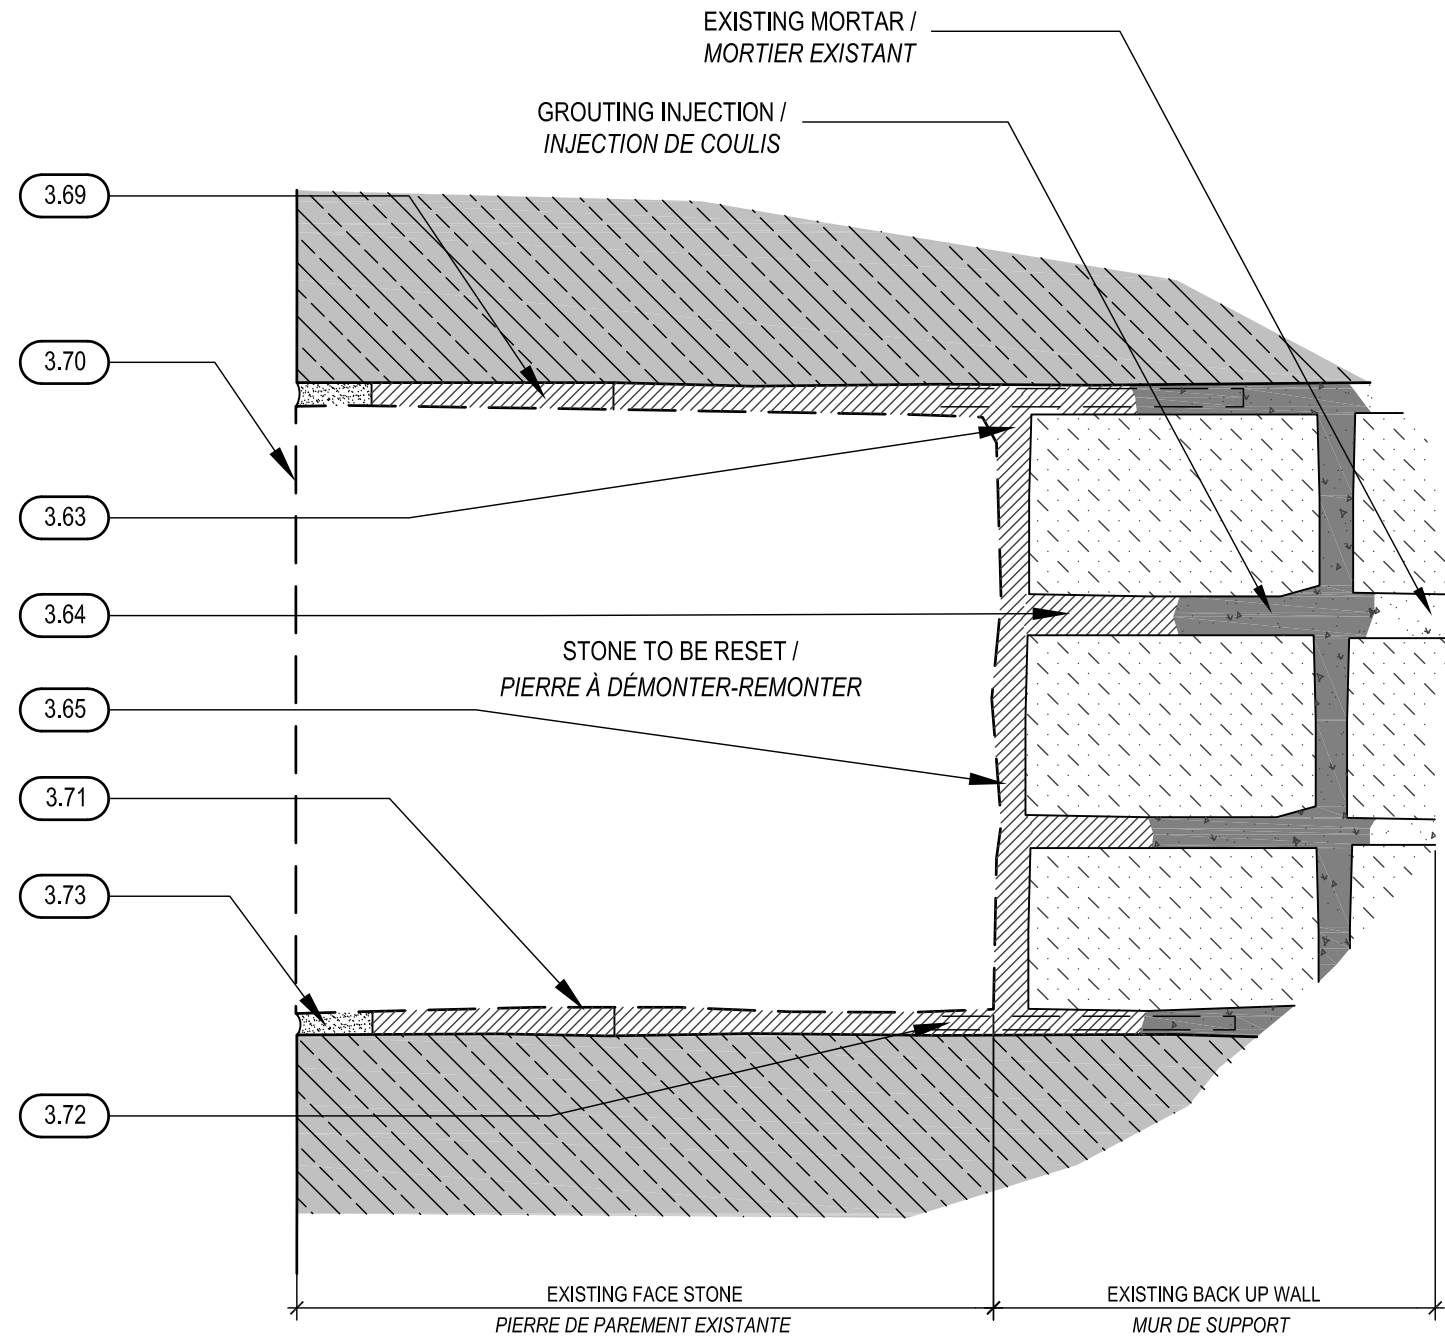 EXISTING MORTAR /
MORTIER EXISTANT
GROUTING INJECTION /
INJECTION DE COULIS
3.69
3.70
3.63
3.64
STONE TO BE RESET /
PIERRE À DÉMONTER-REMONTER
3.65
3.71
3.73
3.72
EXISTING FACE STONE
PIERRE DE PAREMENT EXISTANTE
EXISTING BACK UP WALL
MUR DE SUPPORT